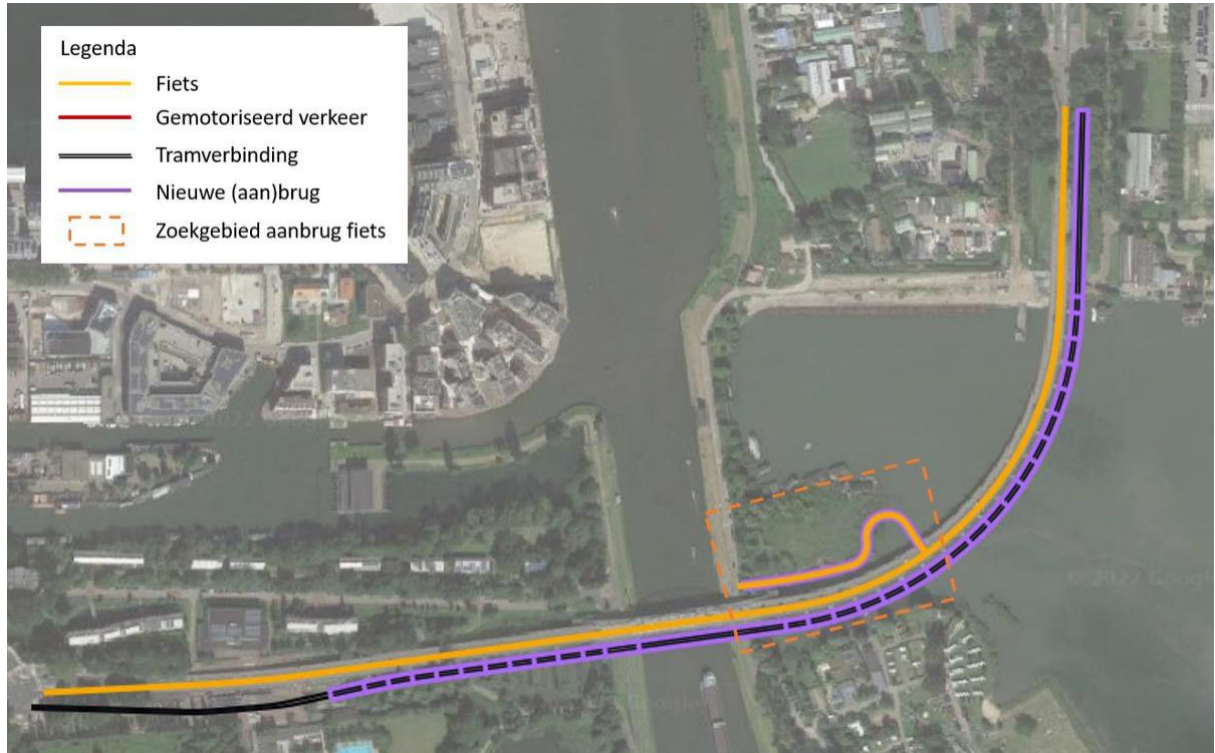 Legenda
Fiets
Gemotoriseerd verkeer
Tramverbinding
Nieuwe (aan)brug
Zoekgebied aanbrug fiets
© 2022 Google